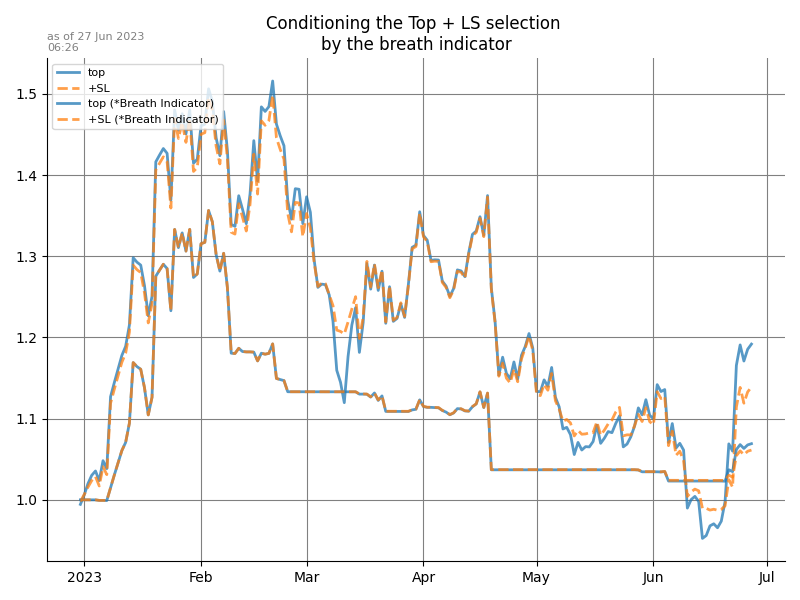 Conditioning the Top + LS selection
by the breath indicator
as of 27 Jun 2023
06:26
top
+SL
top (*Breath Indicator)
+SL (*Breath Indicator)
1.5
1.4
1.3
1.2
1.1
1.0
2023 Feb Mar Apr May Jun Jul